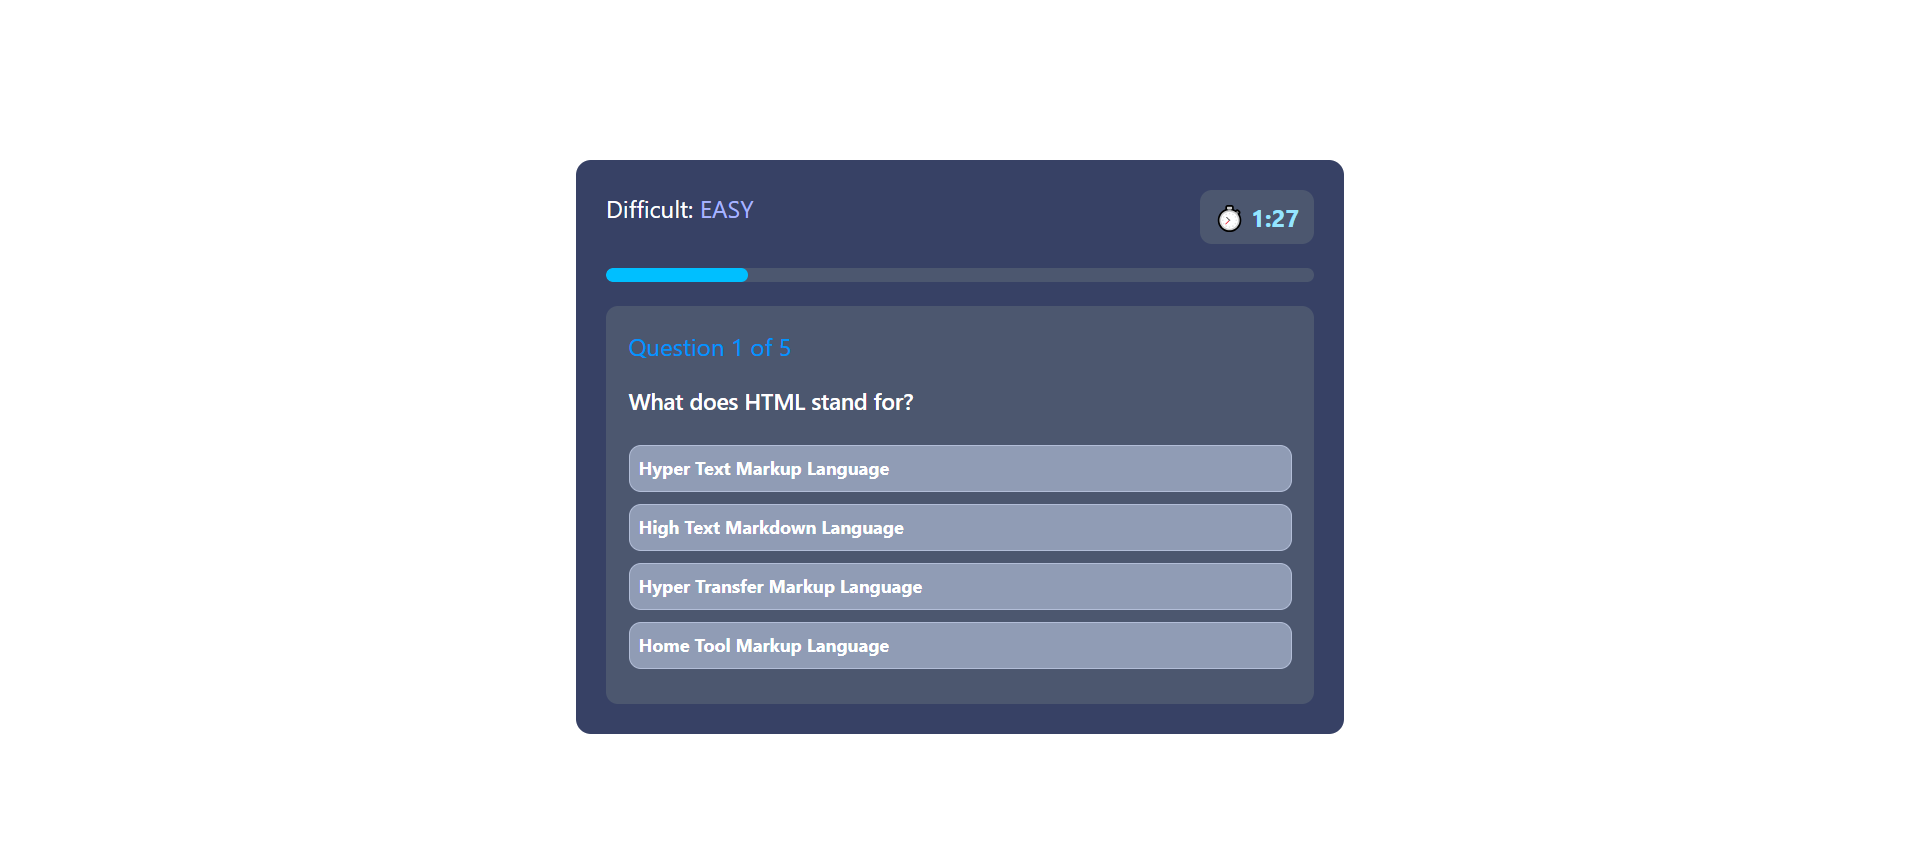 Difficult: EASY
1:27
Question 1 of 5
What does HTML stand for?
Hyper Text Markup Language
High Text Markdown Language
Hyper Transfer Markup Language
Home Tool Markup Language